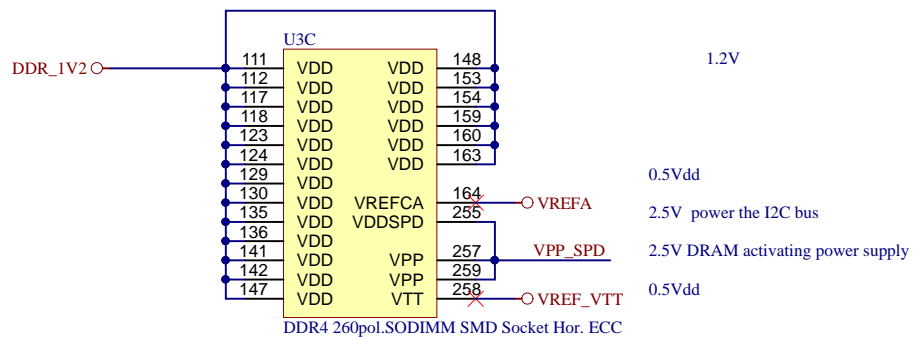 U3C
1.2V
DDR_1V2
111 VDD VDD 148
112 VDD VDD 153
117 VDD VDD 154
118 VDD VDD 159
123 VDD VDD 160
124 VDD VDD 163
129 VDD 0.5Vdd
130 VDD VREFCA 164 VREFA
135 VDD VDDSPD 255 2.5V power the I2C bus
136 VDD
141 VDD VPP 257 VPP_SPD 2.5V DRAM activating power supply
142 VDD VPP 259
147 VDD VTT 258 VREF_VTT 0.5Vdd
DDR4 260pol.SODIMM SMD Socket Hor. ECC